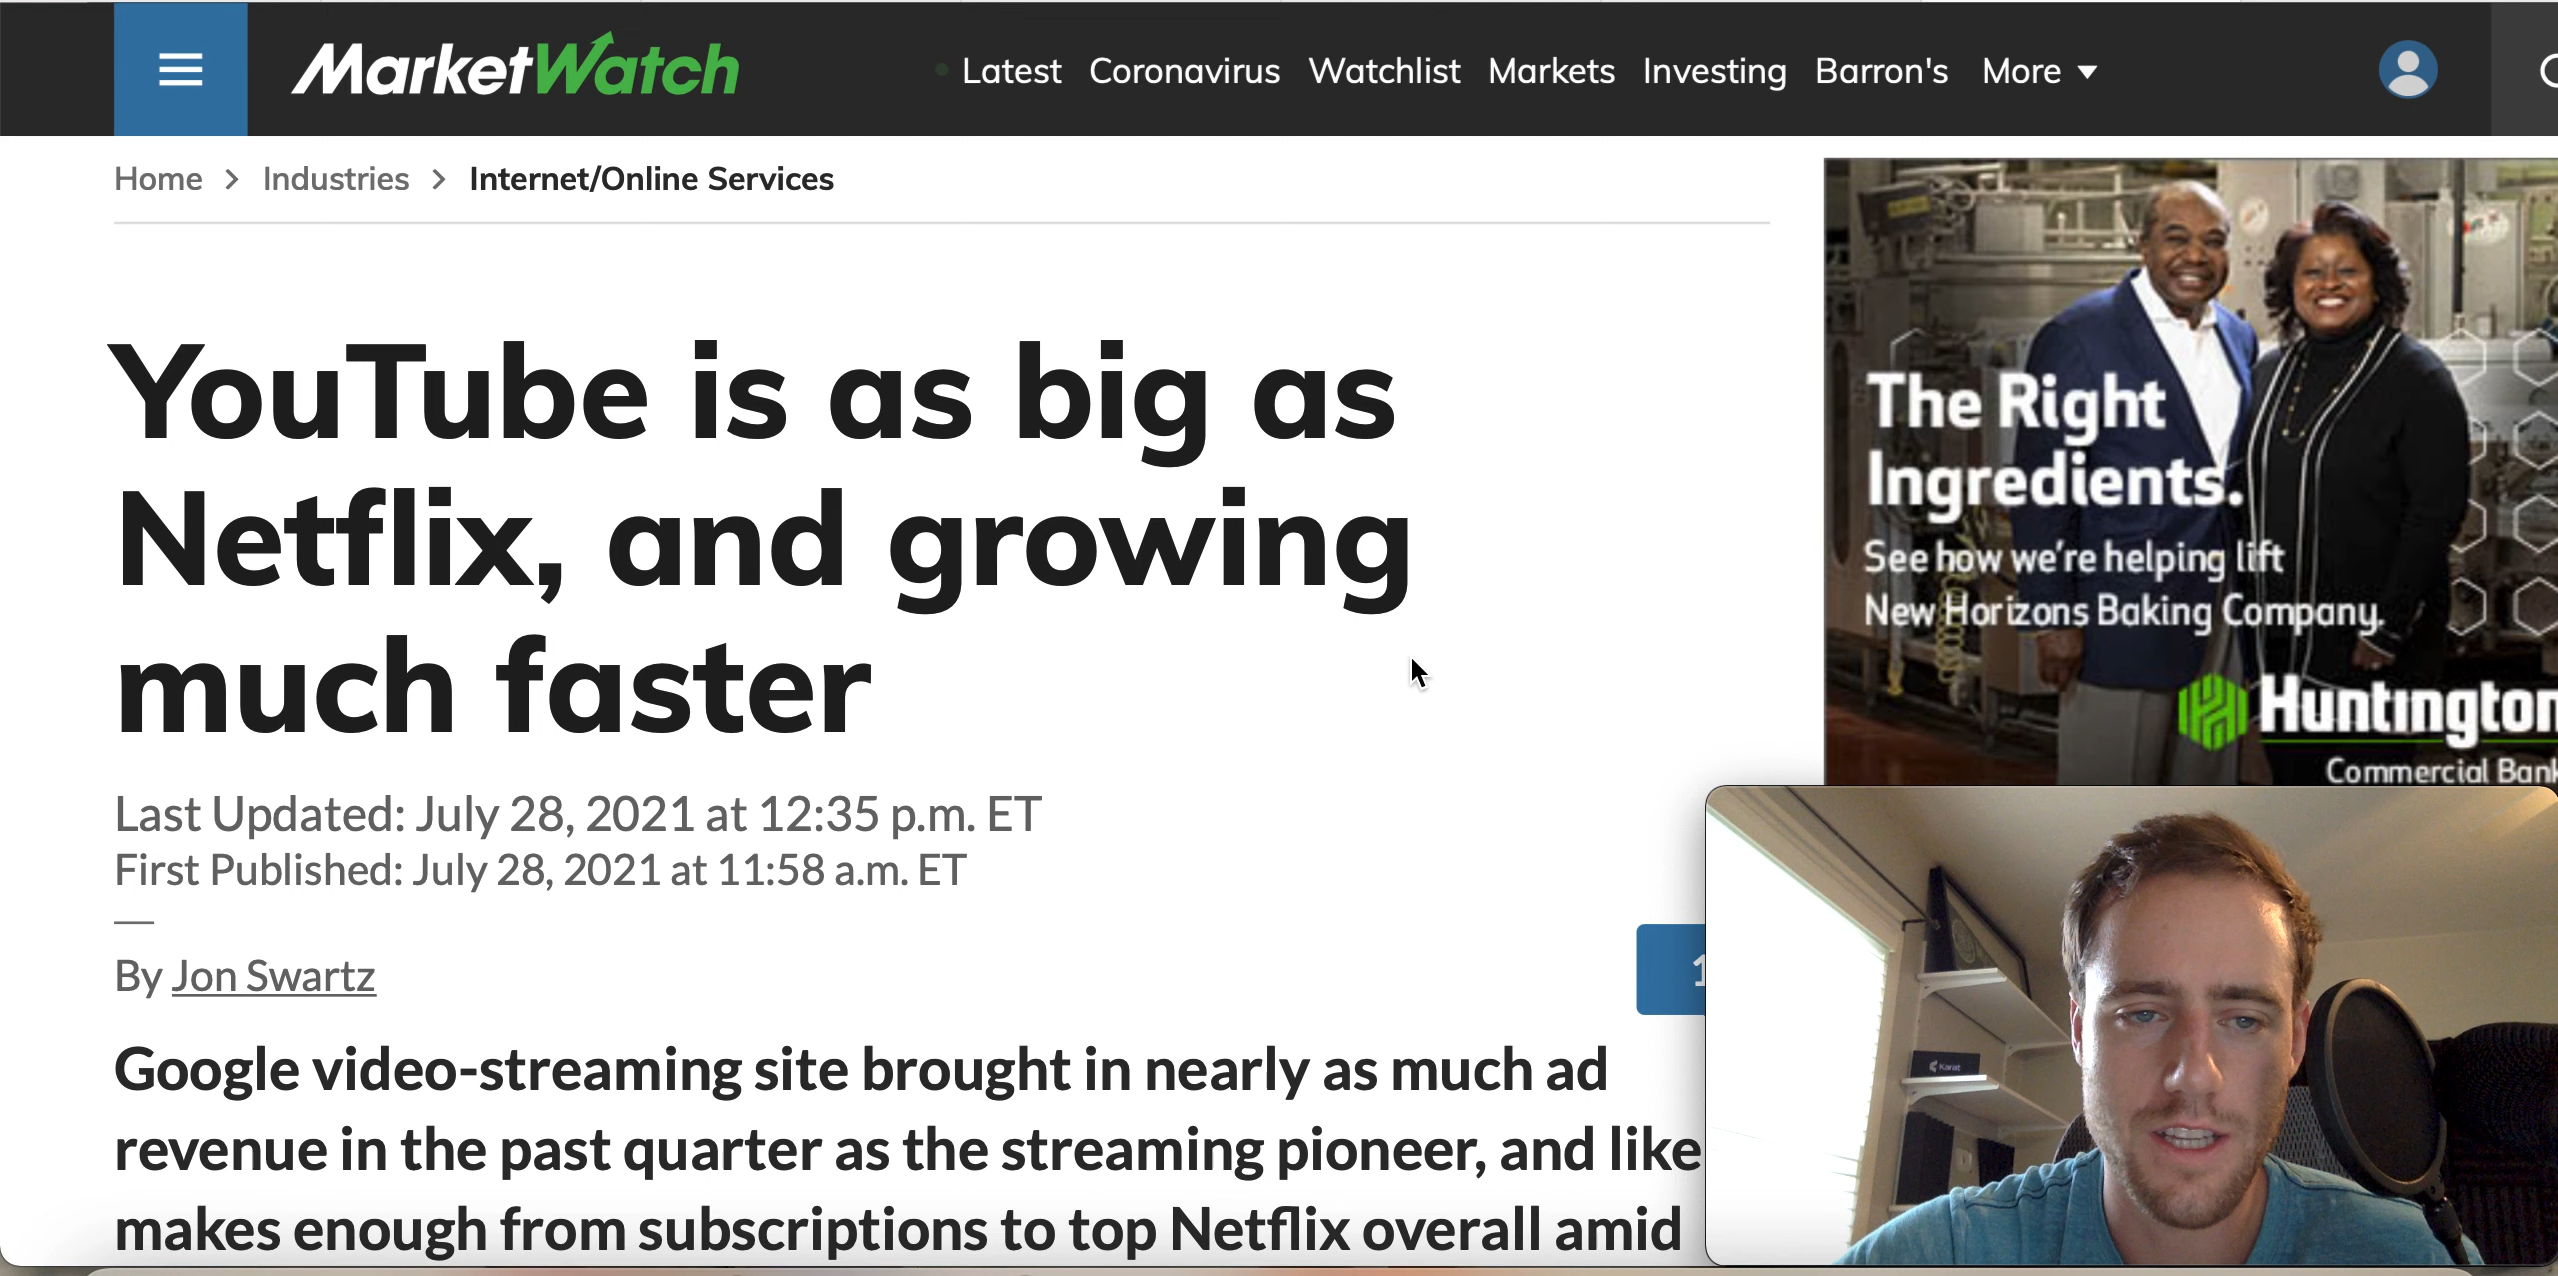 MarketWatch
Latest Coronavirus Watchlist Markets Investing Barron's More
Home > Industries > Internet/Online Services
YouTube is as big as
Netflix, and growing
much faster
Last Updated: July 28, 2021 at 12:35 p.m. ET
First Published: July 28, 2021 at 11:58 a.m. ET
By Jon Swartz
Google video-streaming site brought in nearly as much ad
revenue in the past quarter as the streaming pioneer, and like
makes enough from subscriptions to top Netflix overall amid
The Right
Ingredients.
See how we're helping lift
New Horizons Baking Company.
Huntington
Commercial Bank
Karat